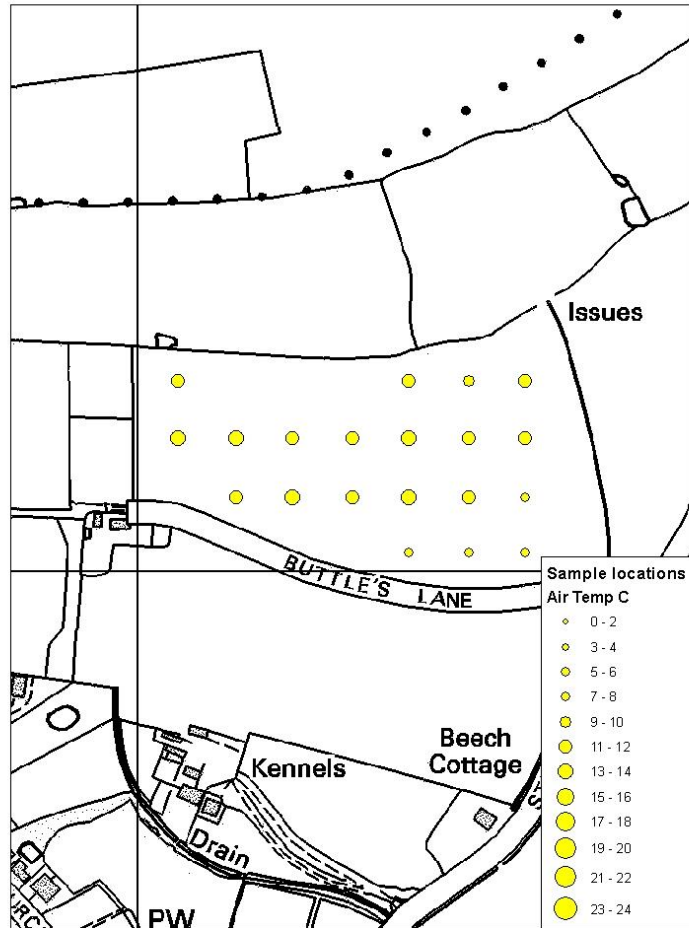 Issues
BUTTLE'S LANE
Sample locations
Air Temp C
0 - 2
3 - 4
5 - 6
7 - 8
9 - 10
11 - 12
13 - 14
15 - 16
17 - 18
19 - 20
21 - 22
23 - 24
Beech
Cottage
Kennels
Drain
PW